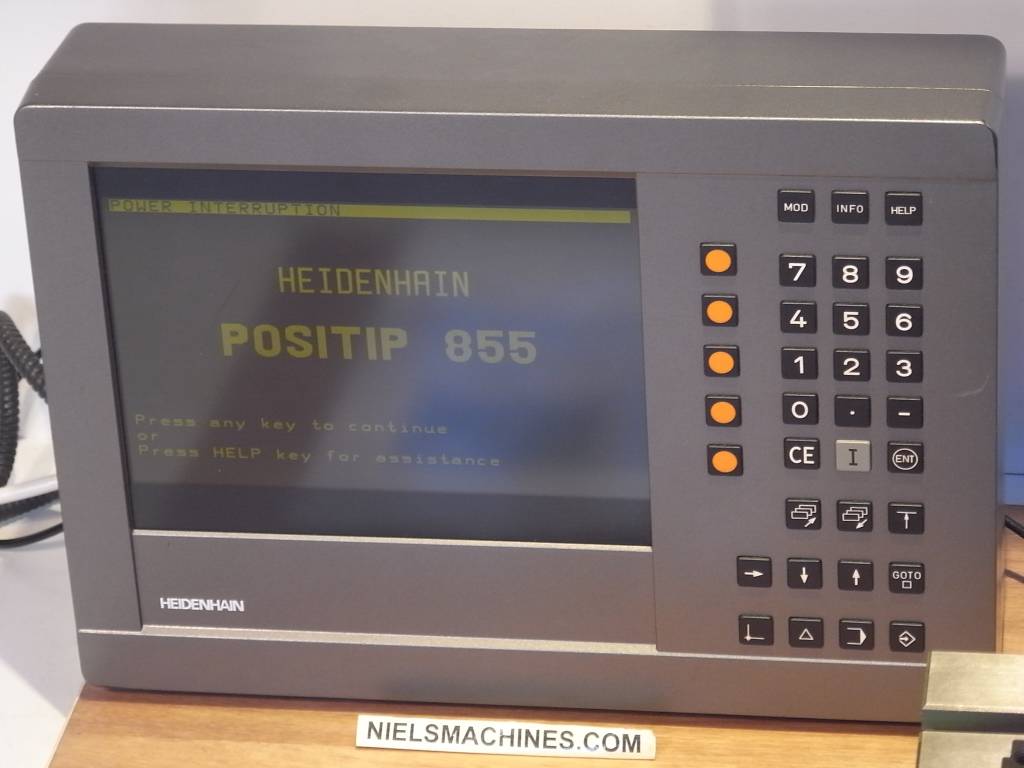 POWER INTERRUPTION
HEIDENHAIN
POSITIP 855
Press any key to continue
or
Press HELP key for assistance
HEIDENHAIN
MOD INFO HELP
7 8 9
4 5 6
1 2 3
0 . -
CE I ENT
GOTO
NIELSMACHINES.COM